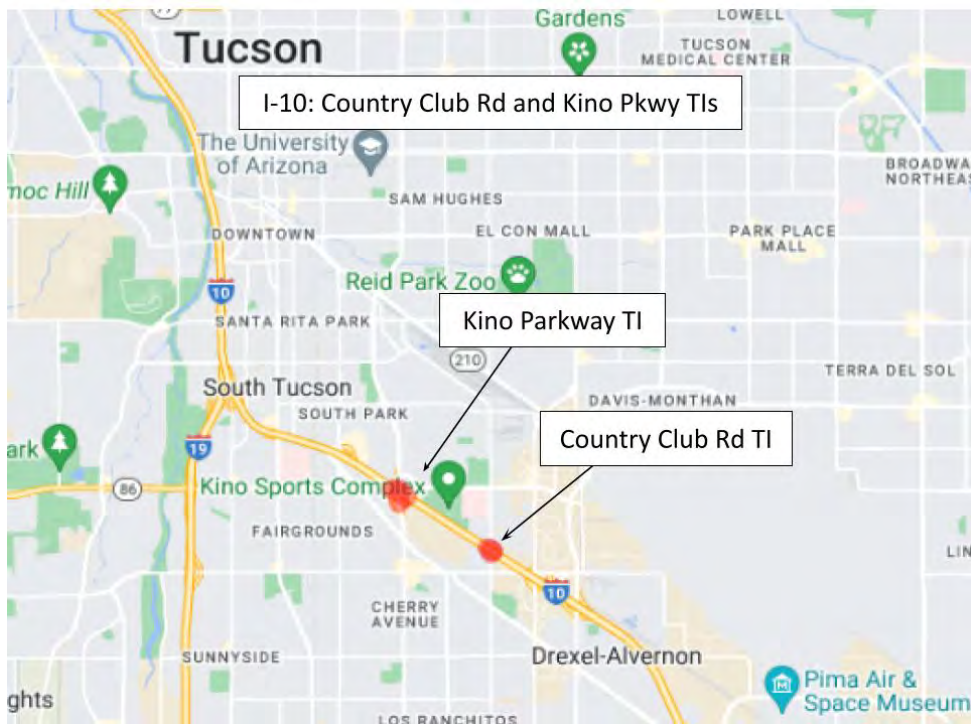 Gardens
LOWELL
Tucson
TUCSON
MEDICAL CENTER
I-10: Country Club Rd and Kino Pkwy TIs
The University
of Arizona
BROADWA
NORTHEAS
moc Hill
SAM HUGHES
DOWNTOWN
EL CON MALL
PARK PLACE
MALL
Reid Park Zoo
10
SANTA RITA PARK
Kino Parkway TI
210
TERRA DEL SOL
South Tucson
DAVIS-MONTHAN
SOUTH PARK
Country Club Rd TI
19
ark
86
Kino Sports Complex
FAIRGROUNDS
LIN
10
CHERRY
AVENUE
SUNNYSIDE
Drexel-Alvernon
Pima Air &
Space Museum
ghts
LOS RANCHITOS